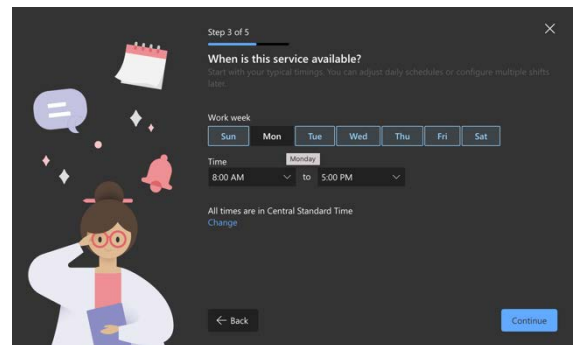 Step 3 of 5
When is this service available?
Start with your typical timings. You can adjust daily schedules or configure multiple shifts
later.
Work week
Sun Mon Tue Wed Thu Fri Sat
Monday
Time
8:00 AM to 5:00 PM
All times are in Central Standard Time
Change
← Back
Continue